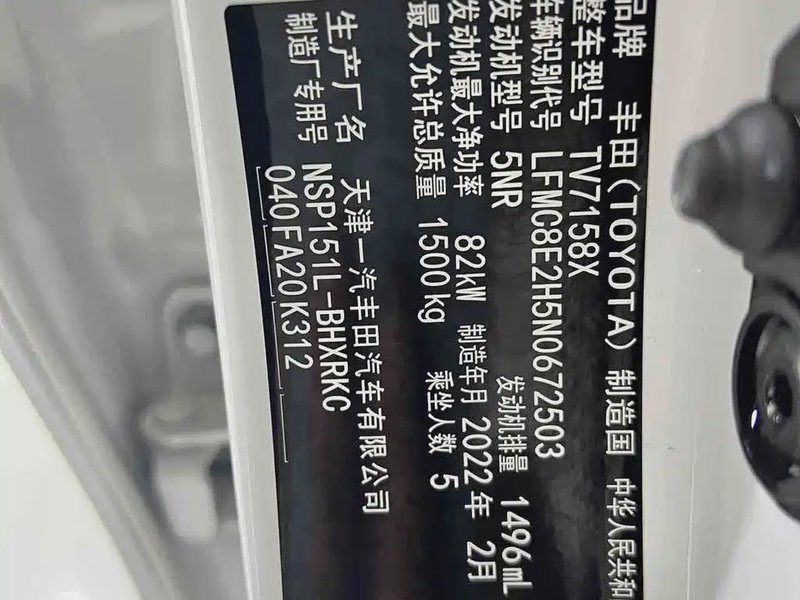 品牌 丰田(TOYOTA) 制造国 中华人民共和
整车型号 TV7158X
车辆识别代号 LFMC8E2H5N0672503
发动机型号 5NR 发动机排量 1496mL
发动机最大净功率 82kW 制造年月 2022年 2月
最大允许总质量 1500kg 乘坐人数 5
生产厂名 天津一汽丰田汽车有限公司
制造厂专用号 NSP151L-BHXRKC
040FA20K312